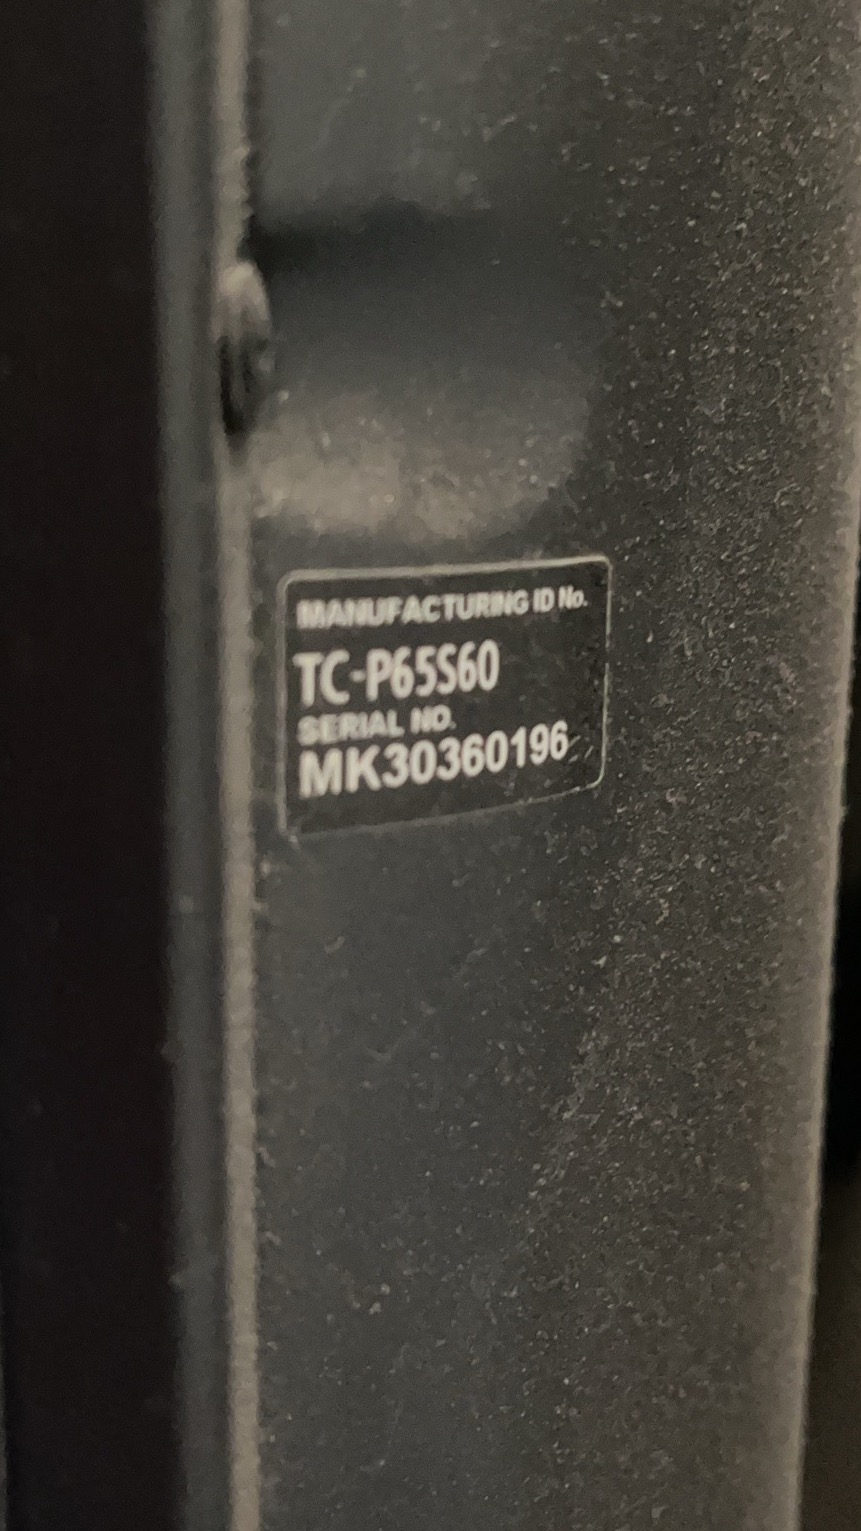 MANUFACTURING ID No.
TC-P65S60
SERIAL NO.
MK30360196